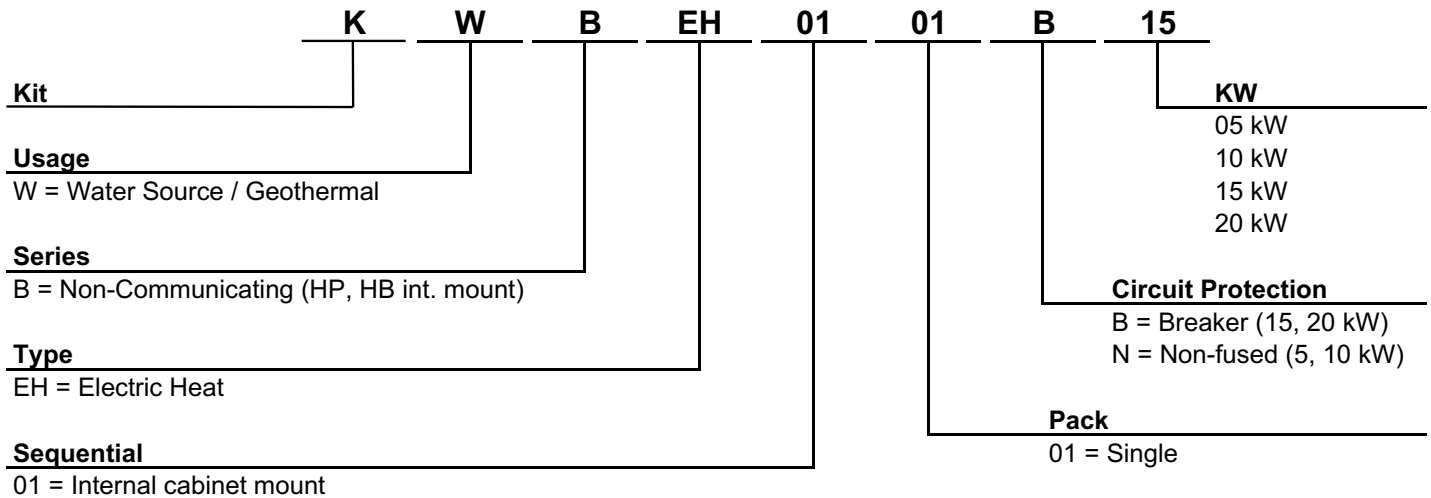 K W B EH 01 01 B 15
Kit
KW
05 kW
10 kW
15 kW
20 kW
Usage
W = Water Source / Geothermal
Series
B = Non-Communicating (HP, HB int. mount)
Circuit Protection
B = Breaker (15, 20 kW)
N = Non-fused (5, 10 kW)
Type
EH = Electric Heat
Pack
01 = Single
Sequential
01 = Internal cabinet mount